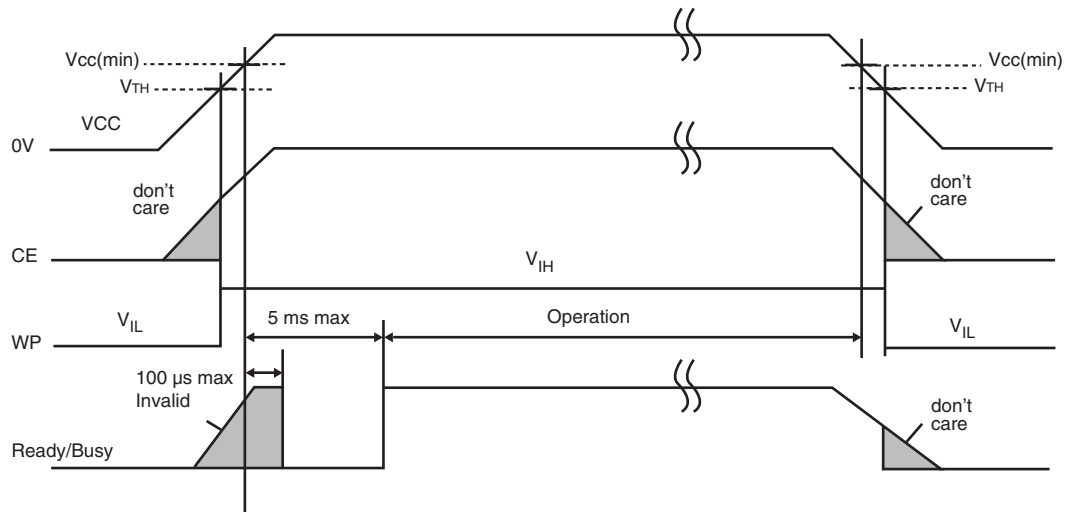 Vcc(min)
VTH
VCC
0V
Vcc(min)
VTH
don't
care
don't
care
CE
VIH
VIL
WP
5 ms max
Operation
VIL
100 µs max
Invalid
don't
care
Ready/Busy